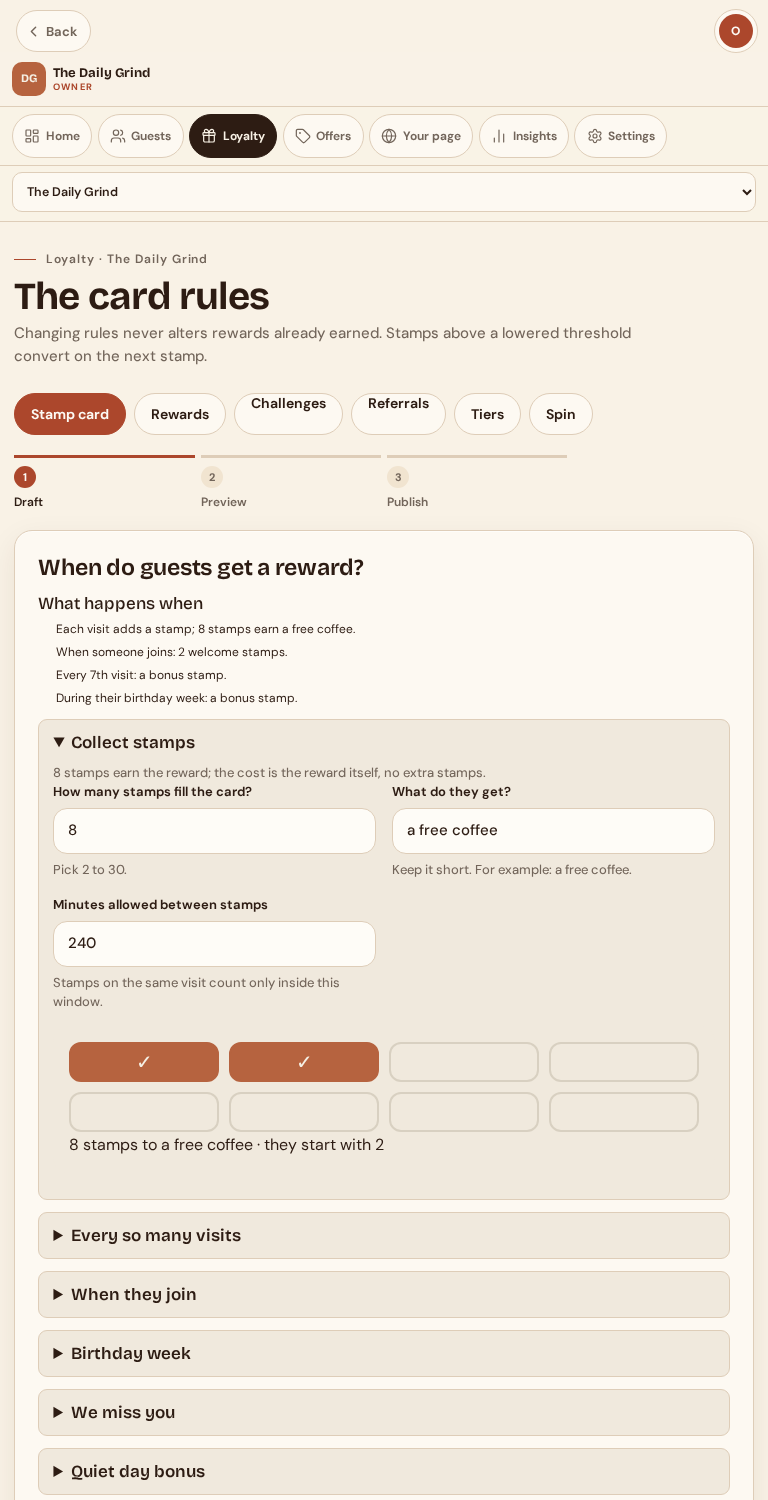 Back
O
DG
The Daily Grind
OWNER
Home
Guests
Loyalty
Offers
Your page
Insights
Settings
The Daily Grind
Loyalty · The Daily Grind
The card rules
Changing rules never alters rewards already earned. Stamps above a lowered threshold
convert on the next stamp.
Stamp card
Rewards
Challenges
Referrals
Tiers
Spin
1
Draft
2
Preview
3
Publish
When do guests get a reward?
What happens when
Each visit adds a stamp; 8 stamps earn a free coffee.
When someone joins: 2 welcome stamps.
Every 7th visit: a bonus stamp.
During their birthday week: a bonus stamp.
Collect stamps
8 stamps earn the reward; the cost is the reward itself, no extra stamps.
How many stamps fill the card?
8
Pick 2 to 30.
What do they get?
a free coffee
Keep it short. For example: a free coffee.
Minutes allowed between stamps
240
Stamps on the same visit count only inside this
window.
✓ ✓
8 stamps to a free coffee · they start with 2
Every so many visits
When they join
Birthday week
We miss you
Quiet day bonus